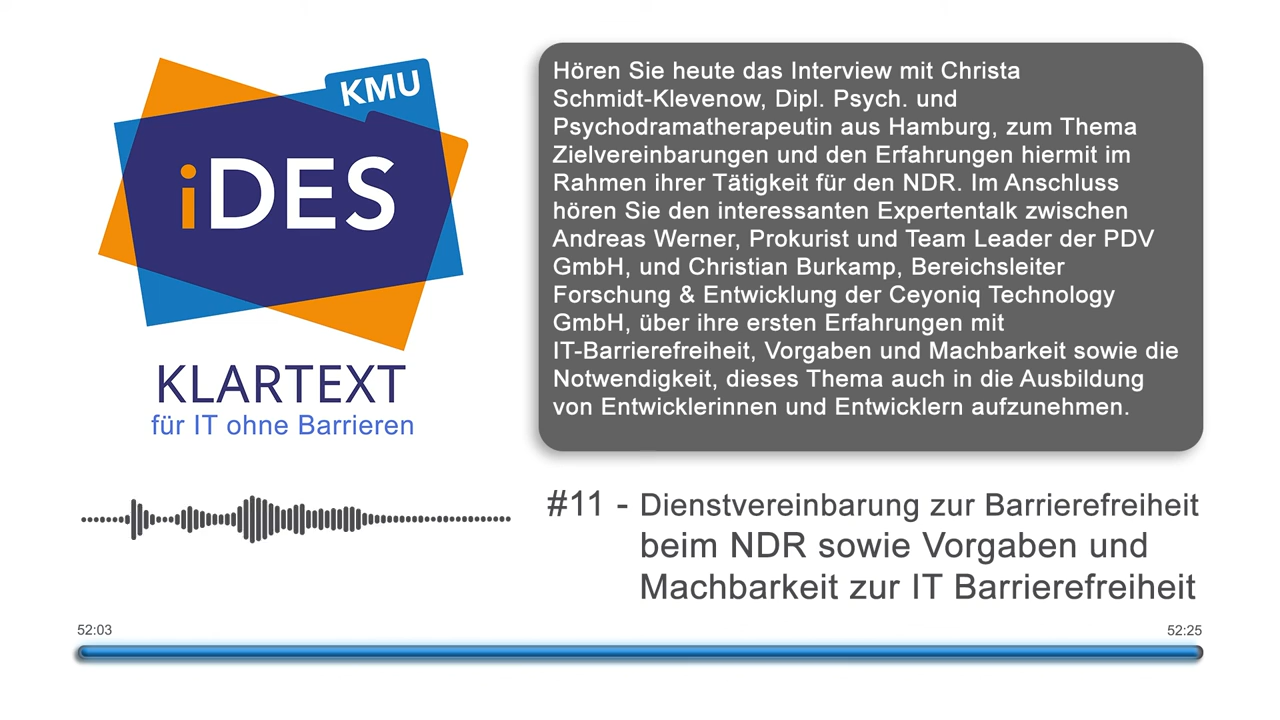 KMU
iDES
KLARTEXT
für IT ohne Barrieren
Hören Sie heute das Interview mit Christa
Schmidt-Klevenow, Dipl. Psych. und
Psychodramatherapeutin aus Hamburg, zum Thema
Zielvereinbarungen und den Erfahrungen hiermit im
Rahmen ihrer Tätigkeit für den NDR. Im Anschluss
hören Sie den interessanten Expertentalk zwischen
Andreas Werner, Prokurist und Team Leader der PDV
GmbH, und Christian Burkamp, Bereichsleiter
Forschung & Entwicklung der Ceyoniq Technology
GmbH, über ihre ersten Erfahrungen mit
IT-Barrierefreiheit, Vorgaben und Machbarkeit sowie die
Notwendigkeit, dieses Thema auch in die Ausbildung
von Entwicklerinnen und Entwicklern aufzunehmen.
#11 - Dienstvereinbarung zur Barrierefreiheit
beim NDR sowie Vorgaben und
Machbarkeit zur IT Barrierefreiheit
52:03
52:25